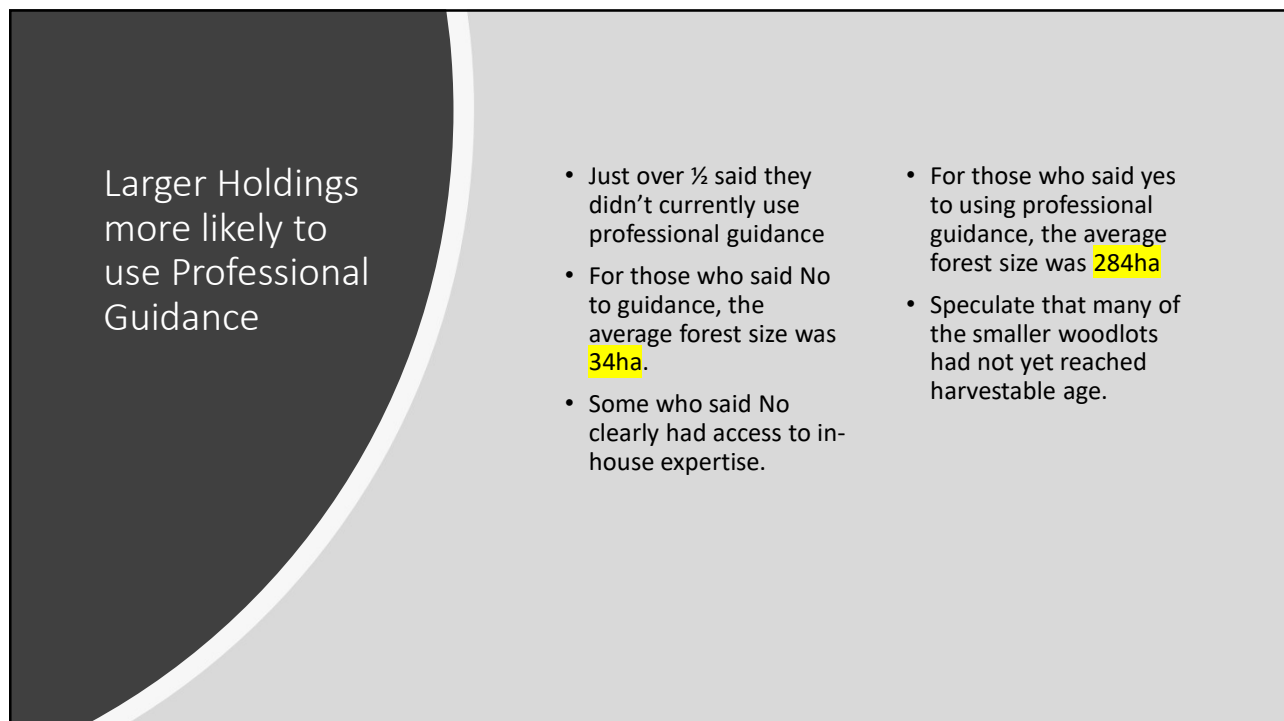 Larger Holdings
more likely to
use Professional
Guidance
• Just over ½ said they
didn’t currently use
professional guidance
• For those who said No
to guidance, the
average forest size was
34ha.
• Some who said No
clearly had access to in-
house expertise.
• For those who said yes
to using professional
guidance, the average
forest size was 284ha
• Speculate that many of
the smaller woodlots
had not yet reached
harvestable age.